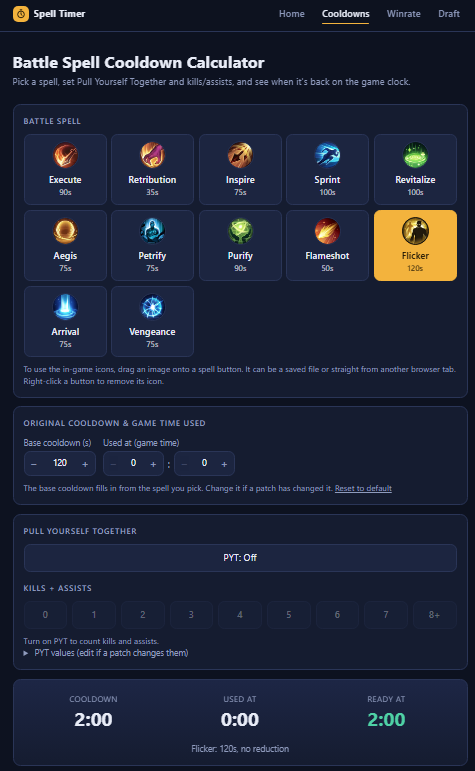 Spell Timer Home Cooldowns Winrate Draft
Battle Spell Cooldown Calculator
Pick a spell, set Pull Yourself Together and kills/assists, and see when it's back on the game clock.
BATTLE SPELL
Execute Retribution Inspire Sprint Revitalize
90s 35s 75s 100s 100s
Aegis Petrify Purify Flameshot Flicker
75s 75s 90s 50s 120s
Arrival Vengeance
75s 75s
To use the in-game icons, drag an image onto a spell button. It can be a saved file or straight from another browser tab.
Right-click a button to remove its icon.
ORIGINAL COOLDOWN & GAME TIME USED
Base cooldown (s) Used at (game time)
− 120 + − 0 + : − 0 +
The base cooldown fills in from the spell you pick. Change it if a patch has changed it. Reset to default
PULL YOURSELF TOGETHER
PYT: Off
KILLS + ASSISTS
0 1 2 3 4 5 6 7 8+
Turn on PYT to count kills and assists.
▶ PYT values (edit if a patch changes them)
COOLDOWN USED AT READY AT
2:00 0:00 2:00
Flicker: 120s, no reduction